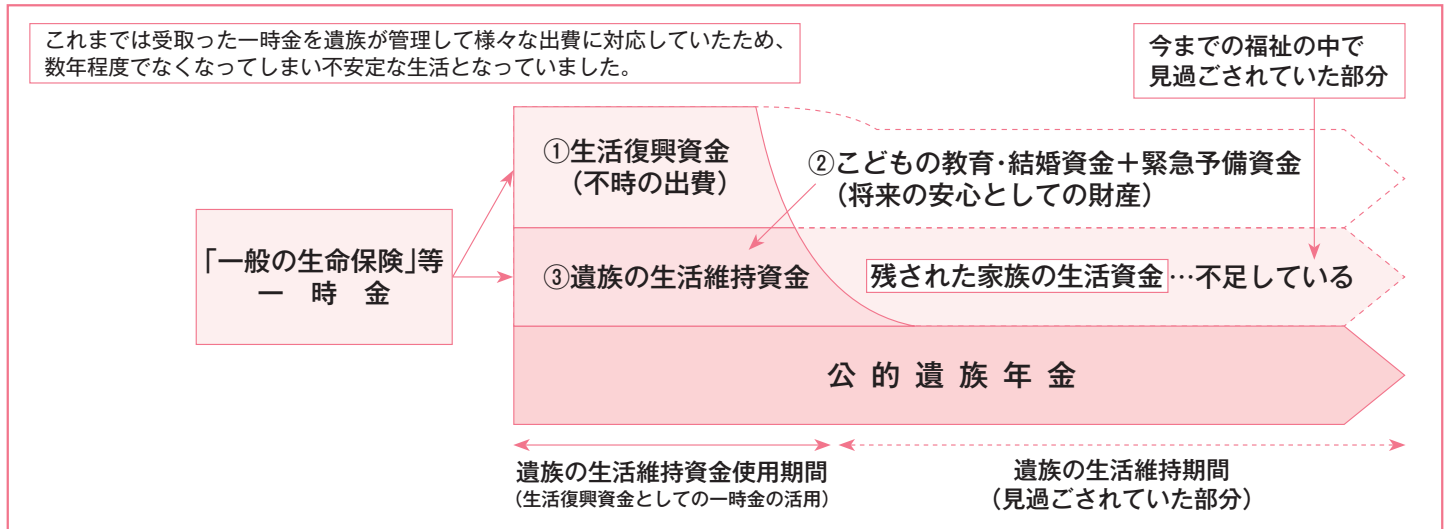 これまでは受取った一時金を遺族が管理して様々な出費に対応していたため、
数年程度でなくなってしまい不安定な生活となっていました。
今までの福祉の中で
見過ごされていた部分
①生活復興資金
（不時の出費）
②こどもの教育・結婚資金＋緊急予備資金
（将来の安心としての財産）
「一般の生命保険」等
一 時 金
③遺族の生活維持資金
残された家族の生活資金…不足している
公的遺族年金
遺族の生活維持資金使用期間
（生活復興資金としての一時金の活用）
遺族の生活維持期間
（見過ごされていた部分）